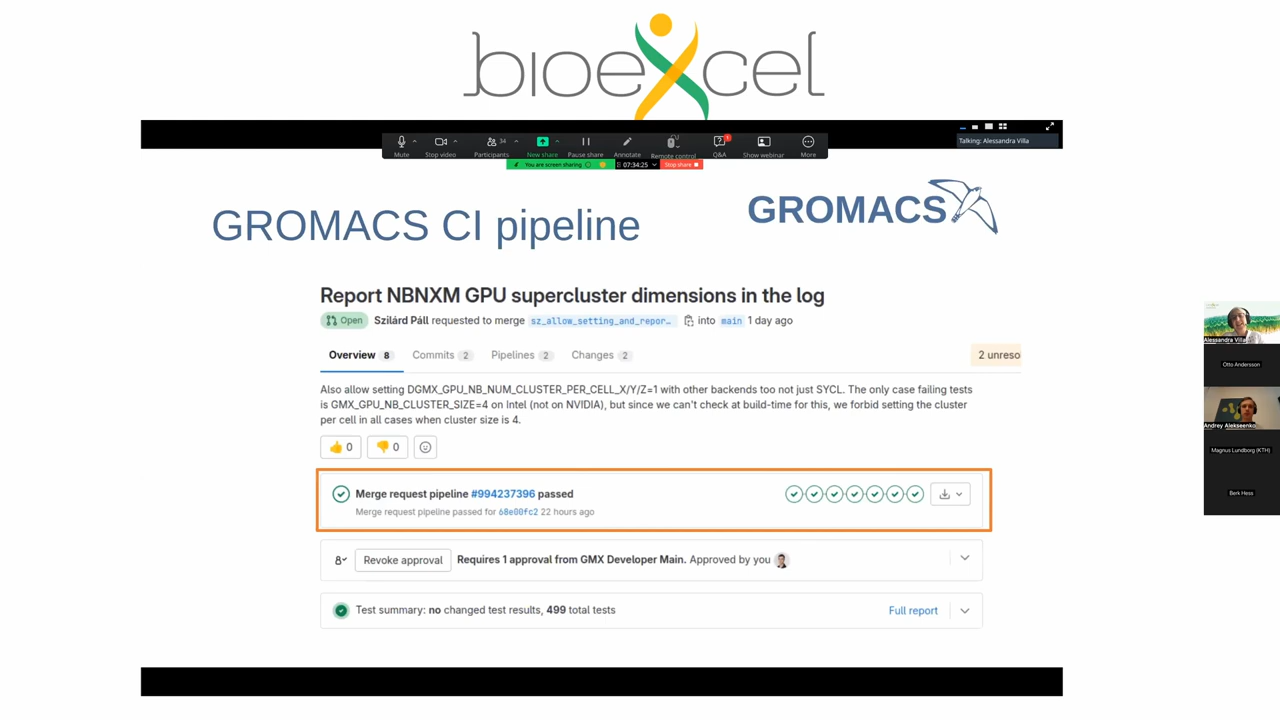 bioexcel
Talking: Alessandra Villa
Mute
Stop video
Participants
34
New share
Pause share
Annotate
Remote control
Q&A
1
Show webinar
More
You are screen sharing
07:34:25
Stop share
GROMACS CI pipeline
GROMACS
Report NBNXM GPU supercluster dimensions in the log
Open Szilárd Páll requested to merge sz_allow_setting_and_repor… into main 1 day ago
Overview 8 Commits 2 Pipelines 2 Changes 2
2 unreso
Also allow setting DGMX_GPU_NB_NUM_CLUSTER_PER_CELL_X/Y/Z=1 with other backends too not just SYCL. The only case failing tests
is GMX_GPU_NB_CLUSTER_SIZE=4 on Intel (not on NVIDIA), but since we can't check at build-time for this, we forbid setting the cluster
per cell in all cases when cluster size is 4.
0 0
Merge request pipeline #994237396 passed
Merge request pipeline passed for 68e00fc2 22 hours ago
Revoke approval Requires 1 approval from GMX Developer Main. Approved by you
Test summary: no changed test results, 499 total tests
Full report
Alessandra Villa
Otto Andersson
Andrey Alekseenko
Magnus Lundborg (KTH)
Berk Hess